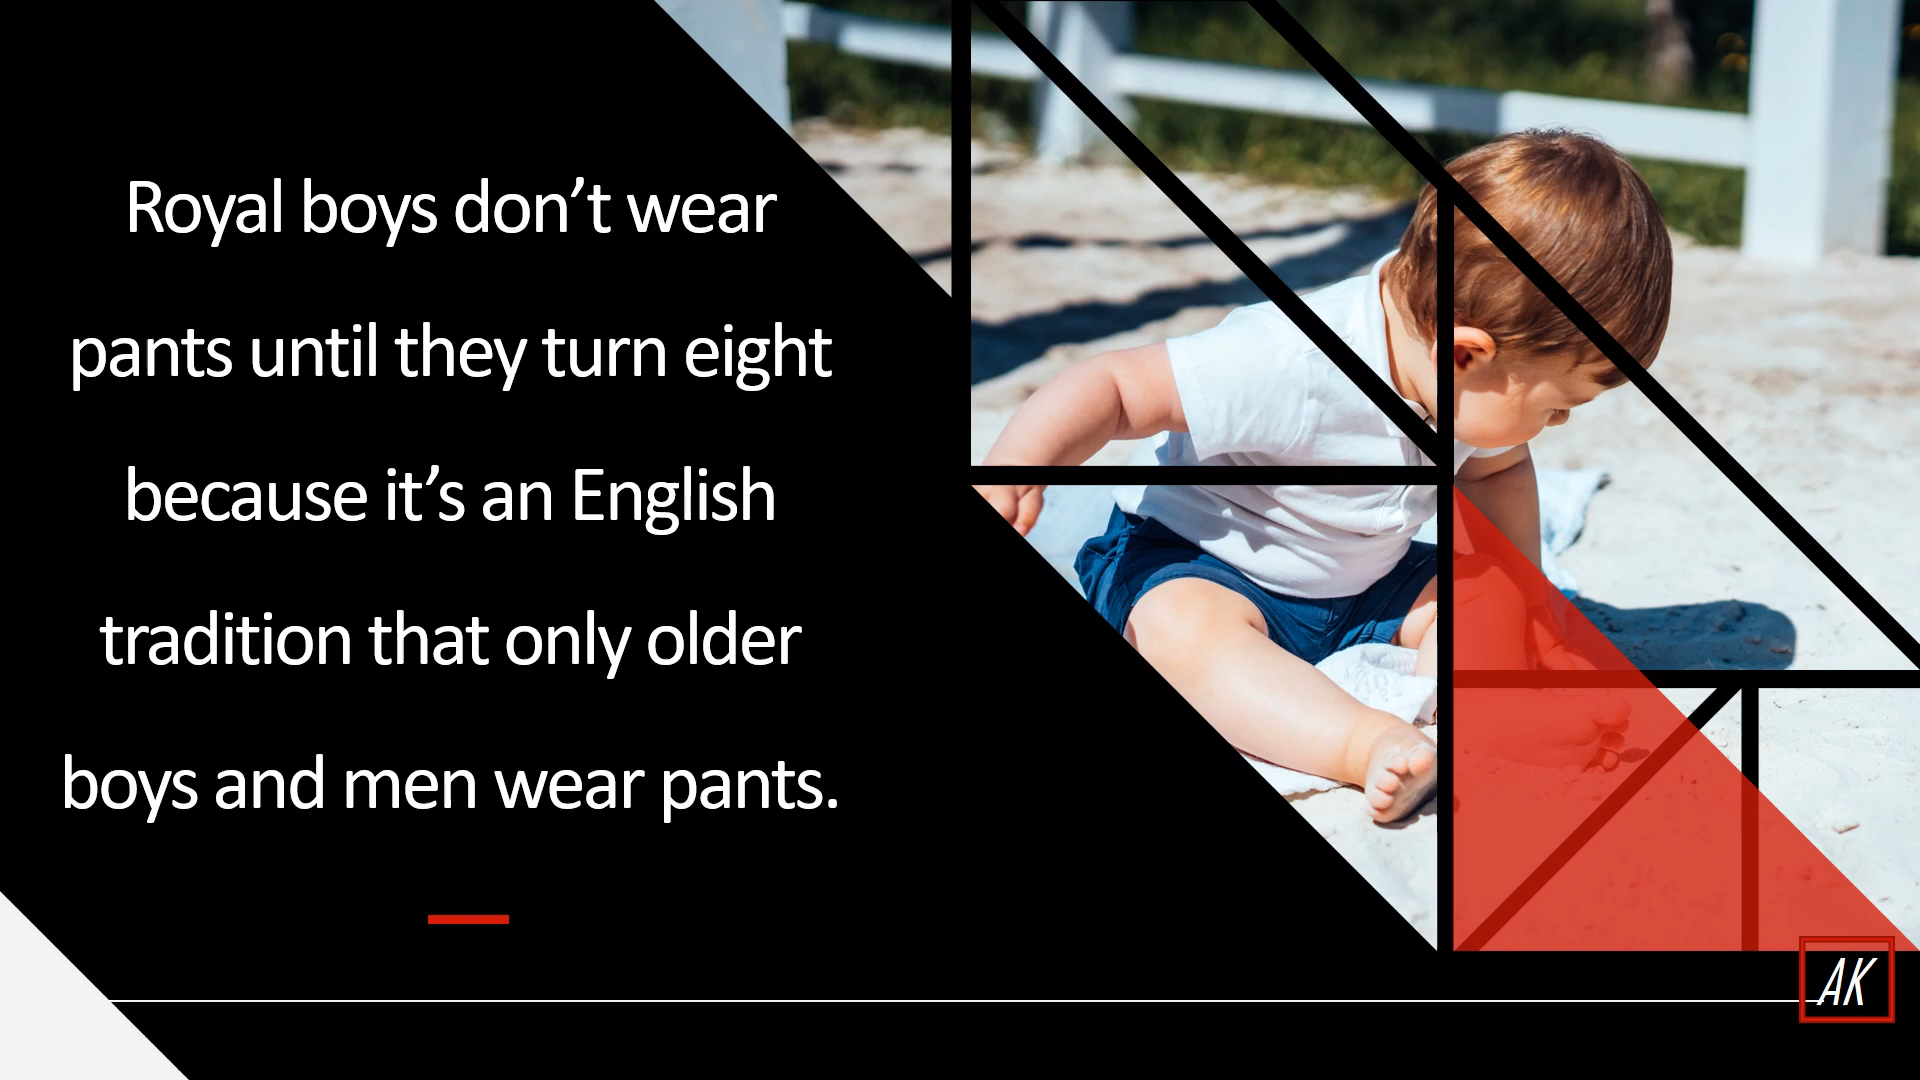 Royal boys don’t wear
pants until they turn eight
because it’s an English
tradition that only older
boys and men wear pants.
AK